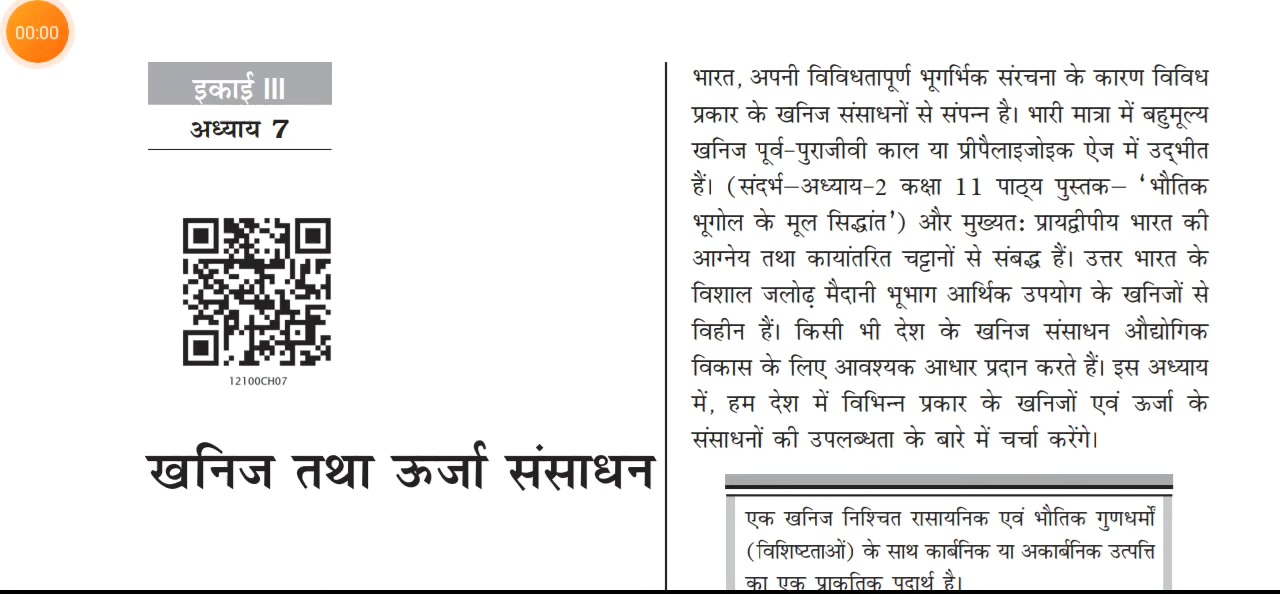 00:00
इकाई III
अध्याय 7
12100CH07
खनिज तथा ऊर्जा संसाधन
भारत, अपनी विविधतापूर्ण भूगर्भिक संरचना के कारण विविध
प्रकार के खनिज संसाधनों से संपन्न है। भारी मात्रा में बहुमूल्य
खनिज पूर्व-पुराजीवी काल या प्रीपैलाइजोइक ऐज में उद्भीत
हैं। (संदर्भ–अध्याय-2 कक्षा 11 पाठ्य पुस्तक– ‘भौतिक
भूगोल के मूल सिद्धांत’) और मुख्यत: प्रायद्वीपीय भारत की
आग्नेय तथा कायांतरित चट्टानों से संबद्ध हैं। उत्तर भारत के
विशाल जलोढ़ मैदानी भूभाग आर्थिक उपयोग के खनिजों से
विहीन हैं। किसी भी देश के खनिज संसाधन औद्योगिक
विकास के लिए आवश्यक आधार प्रदान करते हैं। इस अध्याय
में, हम देश में विभिन्न प्रकार के खनिजों एवं ऊर्जा के
संसाधनों की उपलब्धता के बारे में चर्चा करेंगे।
एक खनिज निश्चित रासायनिक एवं भौतिक गुणधर्मों
(विशिष्टताओं) के साथ कार्बनिक या अकार्बनिक उत्पत्ति
का एक प्राकृतिक पदार्थ है।